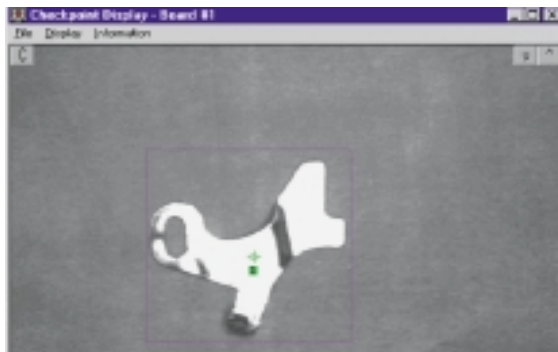 Checkpoint Display - Board #1
File Display Information
C s ^